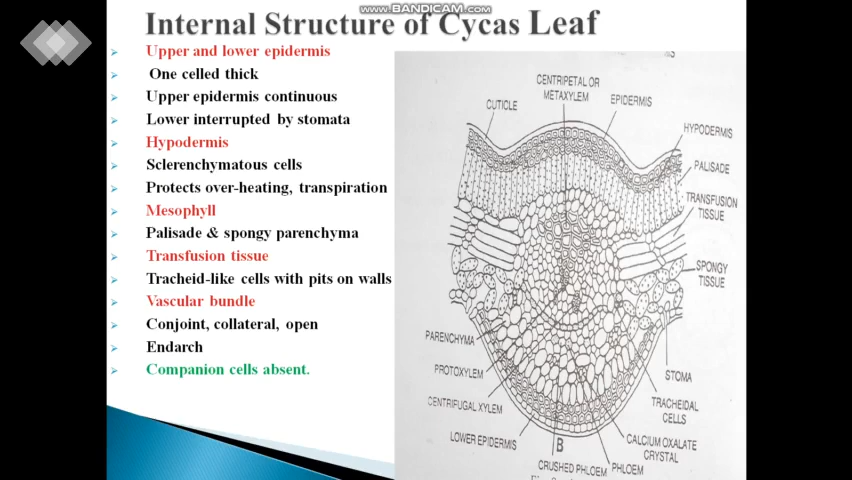 www.BANDICAM.com
Internal Structure of Cycas Leaf
Upper and lower epidermis
One celled thick
Upper epidermis continuous
Lower interrupted by stomata
Hypodermis
Sclerenchymatous cells
Protects over-heating, transpiration
Mesophyll
Palisade & spongy parenchyma
Transfusion tissue
Tracheid-like cells with pits on walls
Vascular bundle
Conjoint, collateral, open
Endarch
Companion cells absent.
CENTRIPETAL OR
METAXYLEM
CUTICLE
EPIDERMIS
HYPODERMIS
PALISADE
TRANSFUSION
TISSUE
SPONGY
TISSUE
PARENCHYMA
PROTOXYLEM
STOMA
CENTRIFUGAL XYLEM
TRACHEIDAL
CELLS
LOWER EPIDERMIS
B
CALCIUM OXALATE
CRYSTAL
CRUSHED PHLOEM
PHLOEM